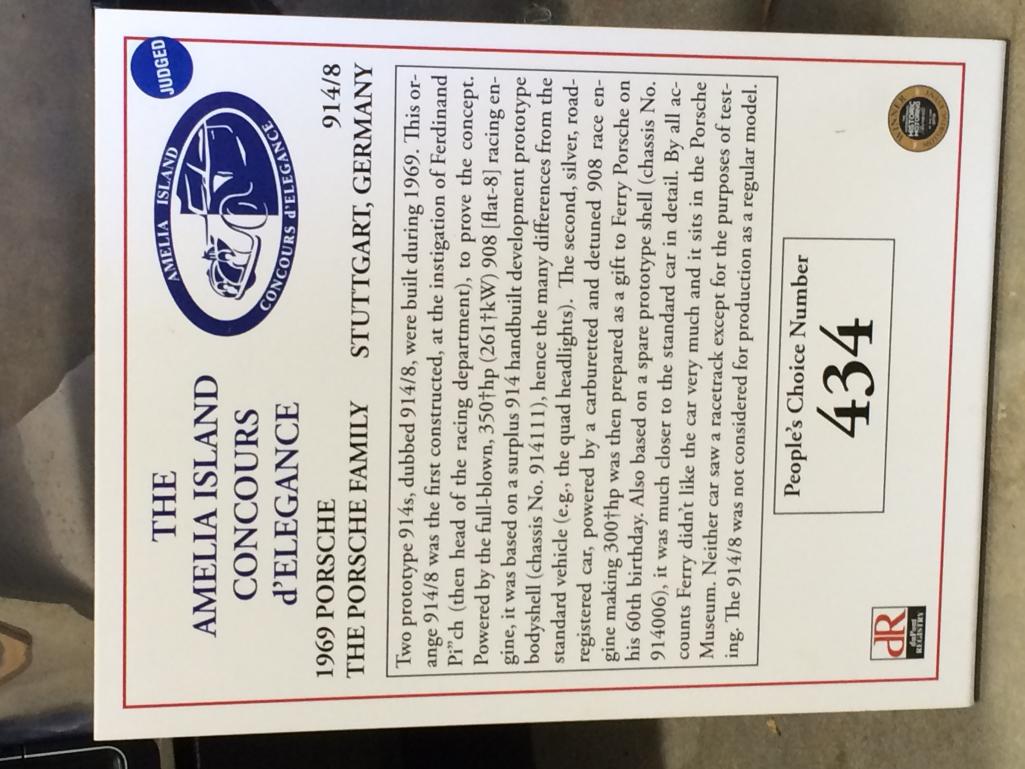 JUDGED
THE
AMELIA ISLAND
CONCOURS
d'ELEGANCE
AMELIA ISLAND
CONCOURS d'ELEGANCE
1969 PORSCHE 914/8
THE PORSCHE FAMILY STUTTGART, GERMANY
Two prototype 914s, dubbed 914/8, were built during 1969. This or-
ange 914/8 was the first constructed, at the instigation of Ferdinand
Pi"ch (then head of the racing department), to prove the concept.
Powered by the full-blown, 350†hp (261†kW) 908 [flat-8] racing en-
gine, it was based on a surplus 914 handbuilt development prototype
bodyshell (chassis No. 914111), hence the many differences from the
standard vehicle (e.g., the quad headlights). The second, silver, road-
registered car, powered by a carburetted and detuned 908 race en-
gine making 300†hp was then prepared as a gift to Ferry Porsche on
his 60th birthday. Also based on a spare prototype shell (chassis No.
914006), it was much closer to the standard car in detail. By all ac-
counts Ferry didn't like the car very much and it sits in the Porsche
Museum. Neither car saw a racetrack except for the purposes of test-
ing. The 914/8 was not considered for production as a regular model.
People's Choice Number
434
dR
duPont
REGISTRY
WINNER
HISTORIC
MOTORING